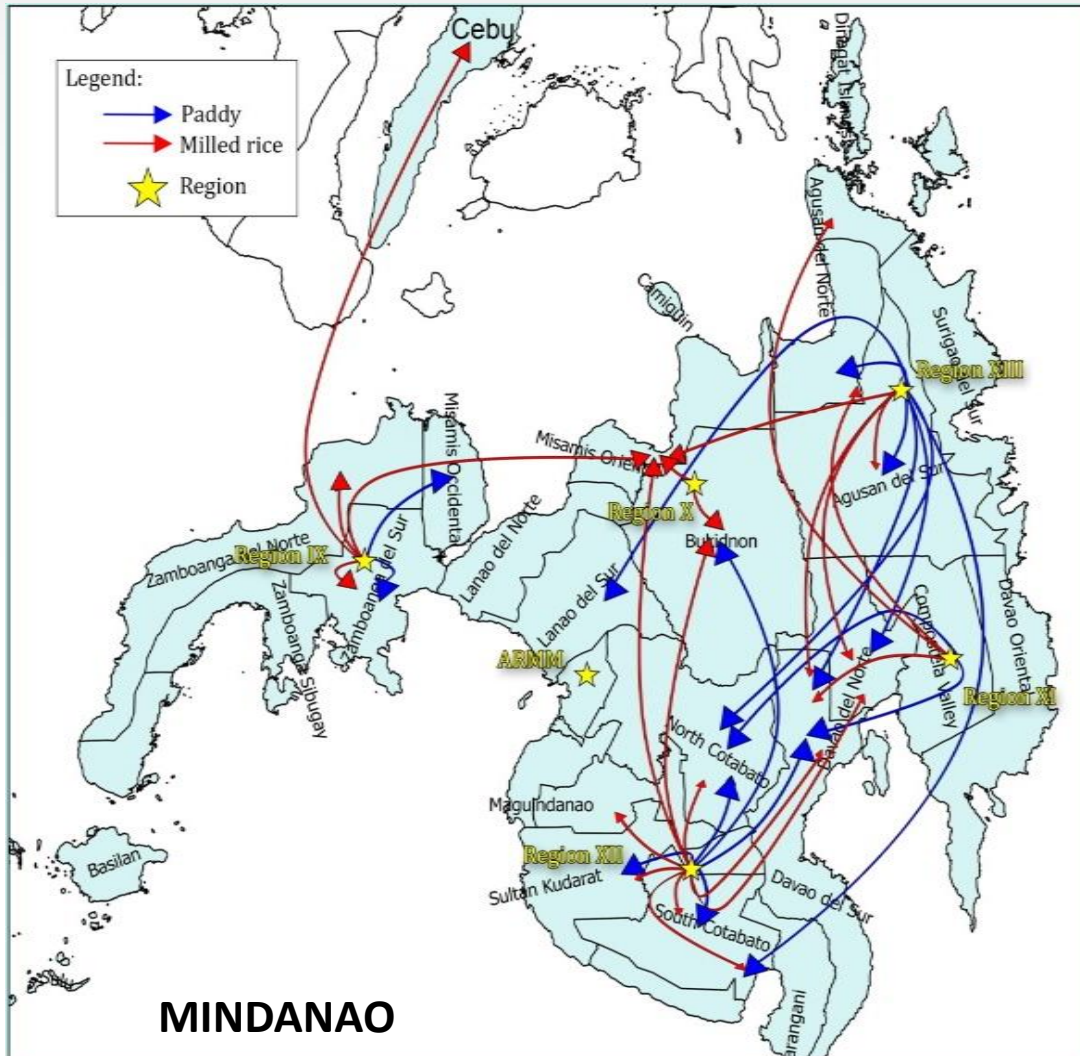 Cebu
Legend:
Paddy
Milled rice
Region
Dinagat Islands
Agusan del Norte
Camiguin
Surigao del Sur
Region XIII
Misamis Occidental
Misamis Oriental
Agusan del Sur
Region X
Bukidnon
Zamboanga del Norte
Region IX
Zamboanga del Sur
Lanao del Norte
Lanao del Sur
Zamboanga Sibugay
ARMM
Compostela Valley
Davao Oriental
Region XI
Davao del Norte
North Cotabato
Maguindanao
Basilan
Region XII
Sultan Kudarat
Davao del Sur
South Cotabato
Sulu
arangani
MINDANAO